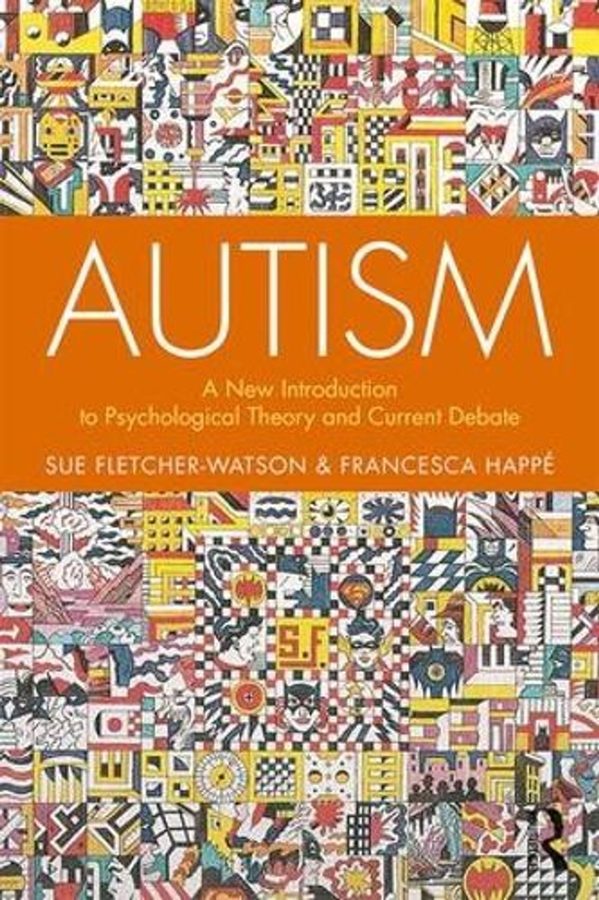 AUTISM
A New Introduction
to Psychological Theory and Current Debate
SUE FLETCHER-WATSON & FRANCESCA HAPPÉ
S.F.
R